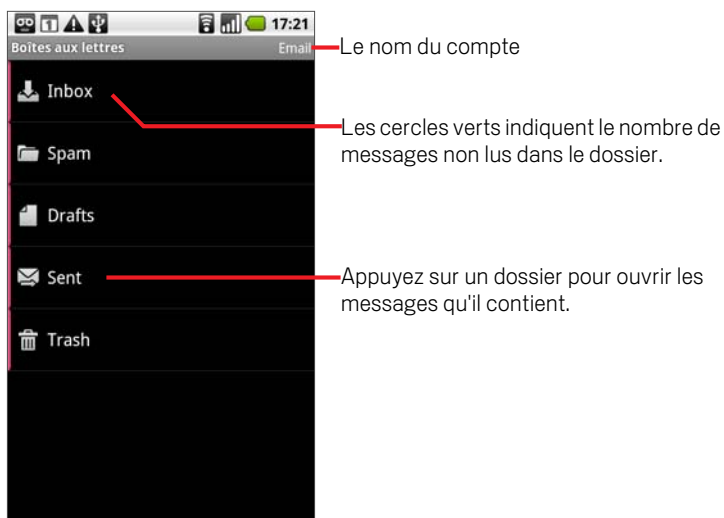 1 17:21
Boîtes aux lettres Email
Le nom du compte
Inbox
Les cercles verts indiquent le nombre de
messages non lus dans le dossier.
Spam
Drafts
Sent
Appuyez sur un dossier pour ouvrir les
messages qu'il contient.
Trash